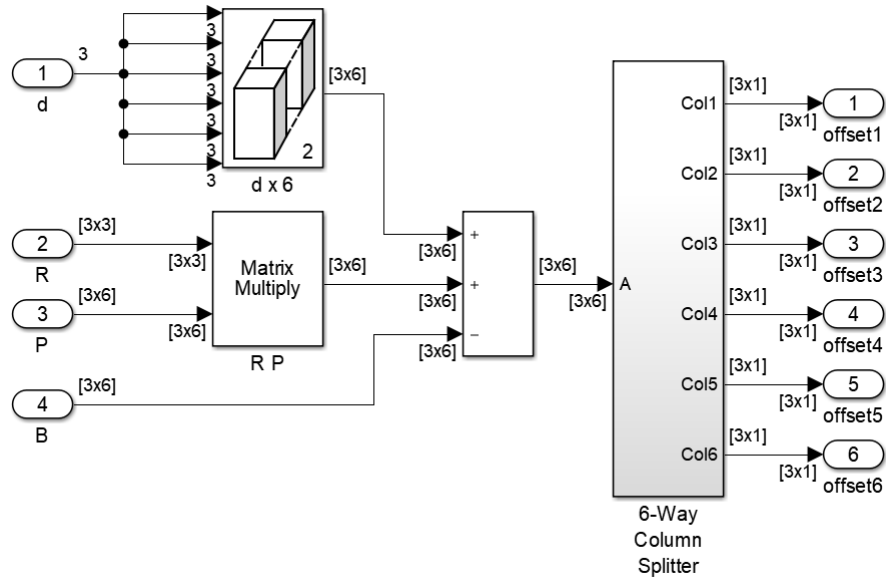 1
d
3
3
3
3
3
3
3
2
d x 6
[3x6]
2
R
[3x3]
[3x3]
3
P
[3x6]
[3x6]
Matrix
Multiply
R P
[3x6]
4
B
[3x6]
[3x6]
+
[3x6]
+
[3x6]
−
[3x6]
[3x6]
A
Col1
Col2
Col3
Col4
Col5
Col6
6-Way
Column
Splitter
[3x1]
[3x1]
1
offset1
[3x1]
[3x1]
2
offset2
[3x1]
[3x1]
3
offset3
[3x1]
[3x1]
4
offset4
[3x1]
[3x1]
5
offset5
[3x1]
[3x1]
6
offset6